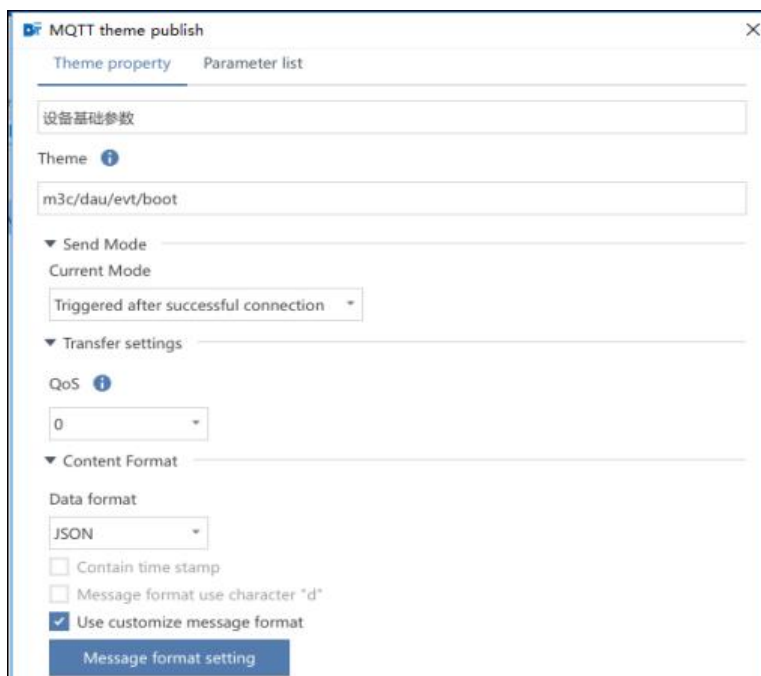 MQTT theme publish
Theme property Parameter list
设备基础参数
Theme
m3c/dau/evt/boot
Send Mode
Current Mode
Triggered after successful connection
Transfer settings
QoS
0
Content Format
Data format
JSON
Contain time stamp
Message format use character "d"
Use customize message format
Message format setting